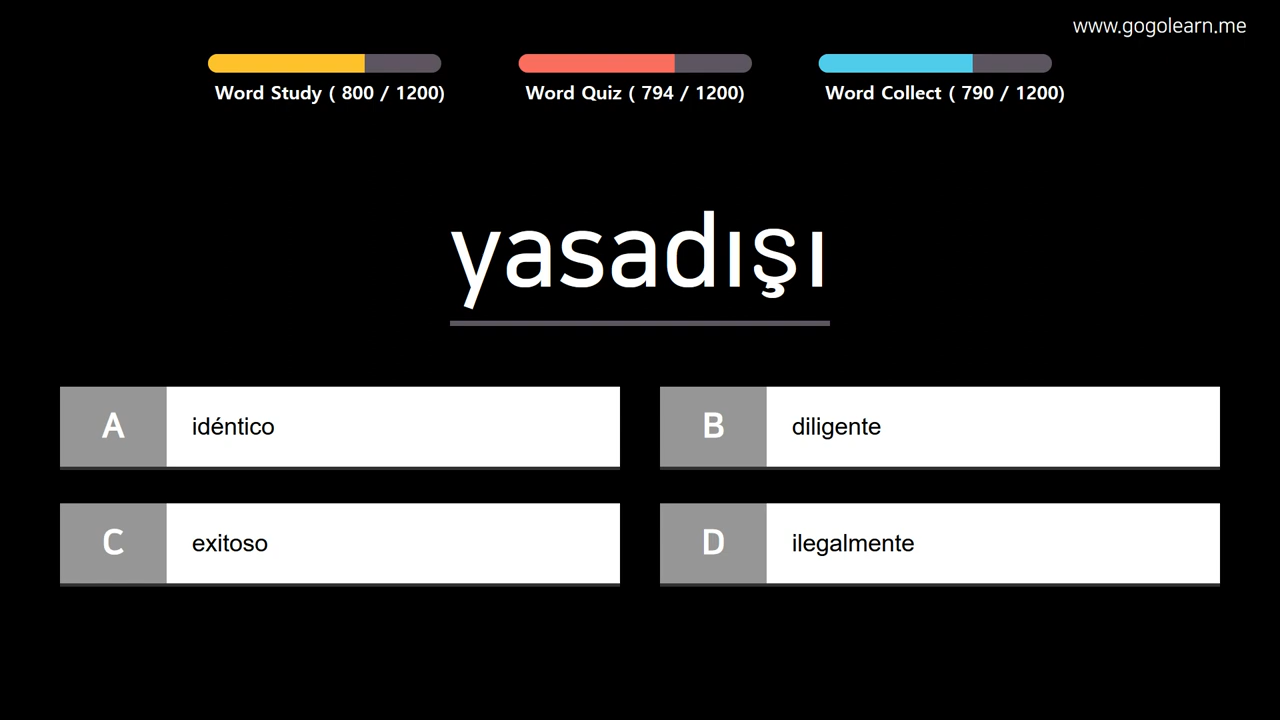 www.gogolearn.me
Word Study ( 800 / 1200)
Word Quiz ( 794 / 1200)
Word Collect ( 790 / 1200)
yasadışı
A idéntico
B diligente
C exitoso
D ilegalmente